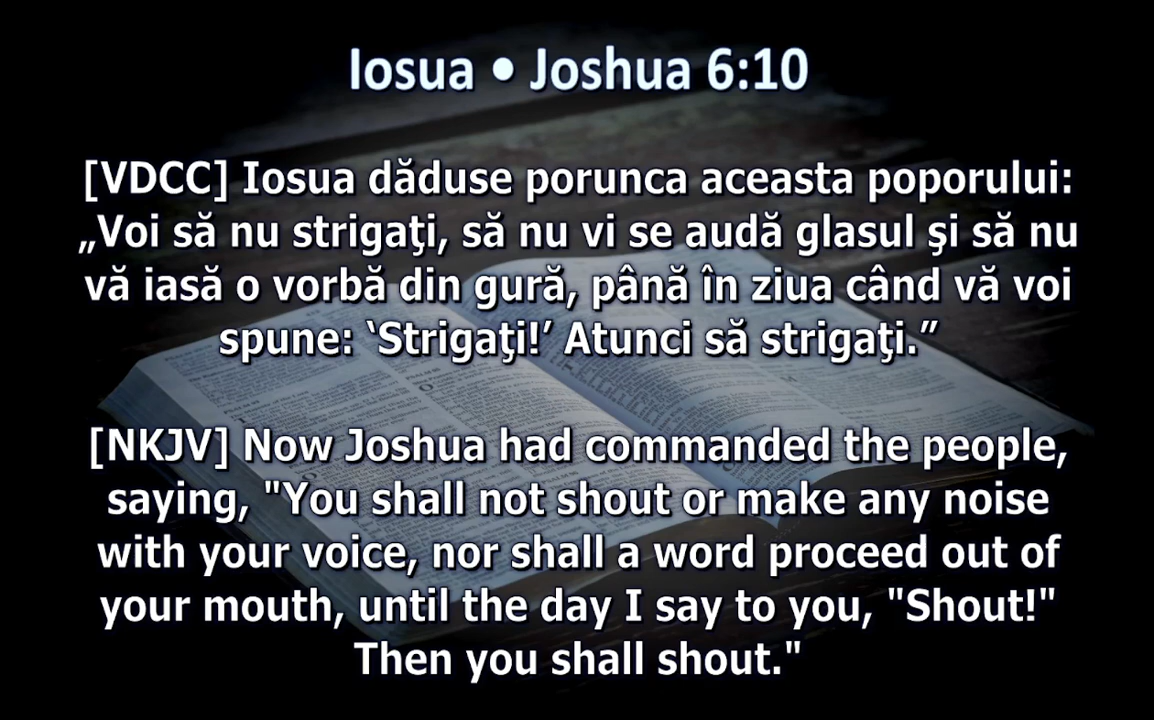 Iosua • Joshua 6:10
[VDCC] Iosua dăduse porunca aceasta poporului:
„Voi să nu strigaţi, să nu vi se audă glasul şi să nu
vă iasă o vorbă din gură, până în ziua când vă voi
spune: ‘Strigaţi!’ Atunci să strigaţi.”
[NKJV] Now Joshua had commanded the people,
saying, "You shall not shout or make any noise
with your voice, nor shall a word proceed out of
your mouth, until the day I say to you, "Shout!"
Then you shall shout."